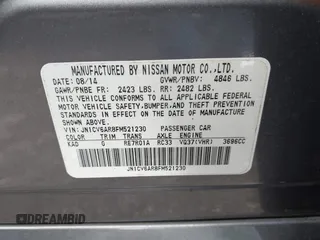 MANUFACTURED BY NISSAN MOTOR CO.,LTD.
DATE: 08/14 GVWR/PNBV: 4846 LBS.
GAWR/PNBE FR: 2423 LBS. RR: 2482 LBS.
THIS VEHICLE CONFORMS TO ALL APPLICABLE FEDERAL
MOTOR VEHICLE SAFETY, BUMPER, AND THEFT PREVENTION
STANDARDS IN EFFECT ON THE DATE OF
MANUFACTURE SHOWN ABOVE.
VIN: JN1CV6AR8FM521230 PASSENGER CAR
COLOR TRIM TRANS AXLE ENGINE
KAD G RE7R01A RC33 VQ37(VHR) 3696CC
JN1CV6AR8FM521230
DREAMBID